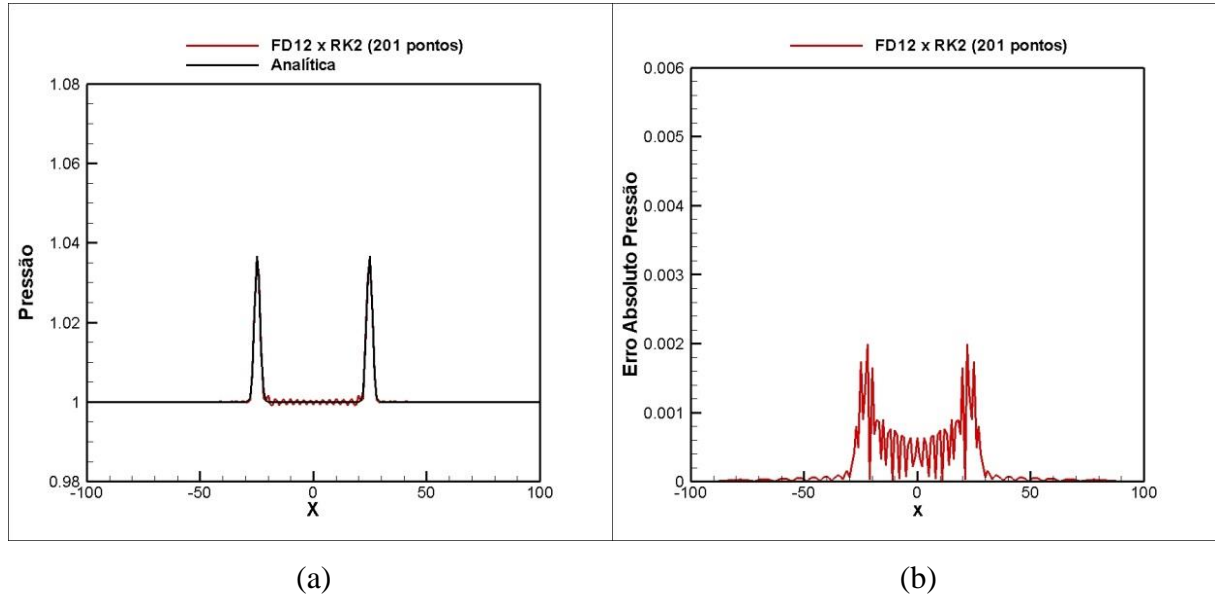 FD12 x RK2 (201 pontos)
Analítica
1.08
1.06
1.04
1.02
1
0.98
Pressão
-100
-50
0
50
100
X
(a)
FD12 x RK2 (201 pontos)
0.006
0.005
0.004
0.003
0.002
0.001
0
Erro Absoluto Pressão
-100
-50
0
50
100
x
(b)